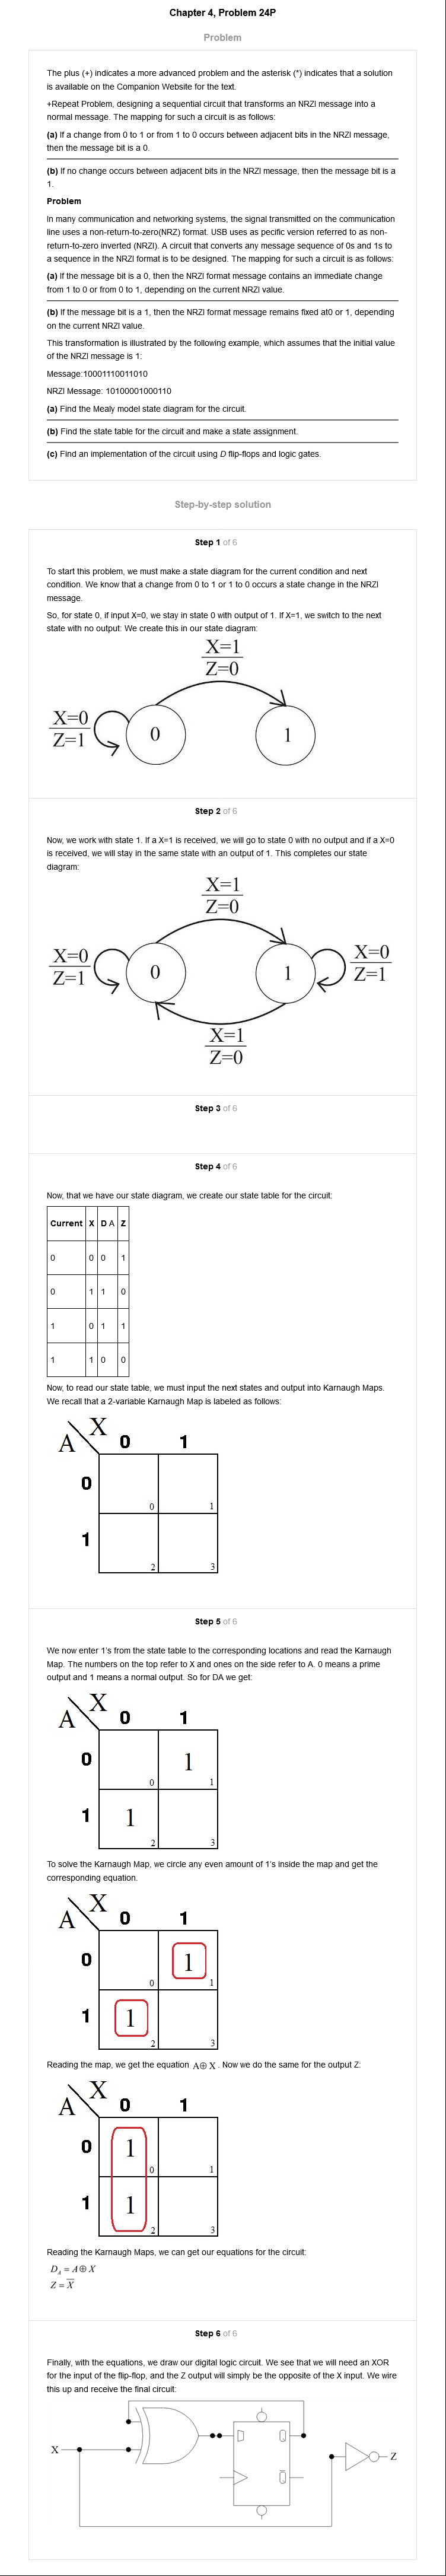 Chapter 4, Problem 24P
Problem
The plus (+) indicates a more advanced problem and the asterisk (*) indicates that a solution
is available on the Companion Website for the text.
+Repeat Problem, designing a sequential circuit that transforms an NRZI message into a
normal message. The mapping for such a circuit is as follows:
(a) If a change from 0 to 1 or from 1 to 0 occurs between adjacent bits in the NRZI message,
then the message bit is a 0.
(b) If no change occurs between adjacent bits in the NRZI message, then the message bit is a
1.
Problem
In many communication and networking systems, the signal transmitted on the communication
line uses a non-return-to-zero(NRZ) format. USB uses as pecific version referred to as non-
return-to-zero inverted (NRZI). A circuit that converts any message sequence of 0s and 1s to
a sequence in the NRZI format is to be designed. The mapping for such a circuit is as follows:
(a) If the message bit is a 0, then the NRZI format message contains an immediate change
from 1 to 0 or from 0 to 1, depending on the current NRZI value.
(b) If the message bit is a 1, then the NRZI format message remains fixed at0 or 1, depending
on the current NRZI value.
This transformation is illustrated by the following example, which assumes that the initial value
of the NRZI message is 1:
Message:10001110011010
NRZI Message: 10100001000110
(a) Find the Mealy model state diagram for the circuit.
(b) Find the state table for the circuit and make a state assignment.
(c) Find an implementation of the circuit using D flip-flops and logic gates.
Step-by-step solution
Step 1 of 6
To start this problem, we must make a state diagram for the current condition and next
condition. We know that a change from 0 to 1 or 1 to 0 occurs a state change in the NRZI
message.
So, for state 0, if input X=0, we stay in state 0 with output of 1. If X=1, we switch to the next
state with no output: We create this in our state diagram:
X=1
Z=0
X=0
Z=1
0
1
Step 2 of 6
Now, we work with state 1. If a X=1 is received, we will go to state 0 with no output and if a X=0
is received, we will stay in the same state with an output of 1. This completes our state
diagram:
X=1
Z=0
X=0
Z=1
0
1
X=0
Z=1
X=1
Z=0
Step 3 of 6
Step 4 of 6
Now, that we have our state diagram, we create our state table for the circuit:
Current X D A Z
0 0 0 1
0 1 1 0
1 0 1 1
1 1 0 0
Now, to read our state table, we must input the next states and output into Karnaugh Maps.
We recall that a 2-variable Karnaugh Map is labeled as follows:
A X 0 1
0
0 1
1
2 3
Step 5 of 6
We now enter 1's from the state table to the corresponding locations and read the Karnaugh
Map. The numbers on the top refer to X and ones on the side refer to A. 0 means a prime
output and 1 means a normal output. So for DA we get:
A X 0 1
0 1
0 1
1 1
2 3
To solve the Karnaugh Map, we circle any even amount of 1's inside the map and get the
corresponding equation.
A X 0 1
0 1
0 1
1 1
2 3
Reading the map, we get the equation A⊕X. Now we do the same for the output Z:
A X 0 1
0 1
0 1
1 1
2 3
Reading the Karnaugh Maps, we can get our equations for the circuit:
D_A = A⊕X
Z = X̅
Step 6 of 6
Finally, with the equations, we draw our digital logic circuit. We see that we will need an XOR
for the input of the flip-flop, and the Z output will simply be the opposite of the X input. We wire
this up and receive the final circuit:
X
D Q
Q̅
Z